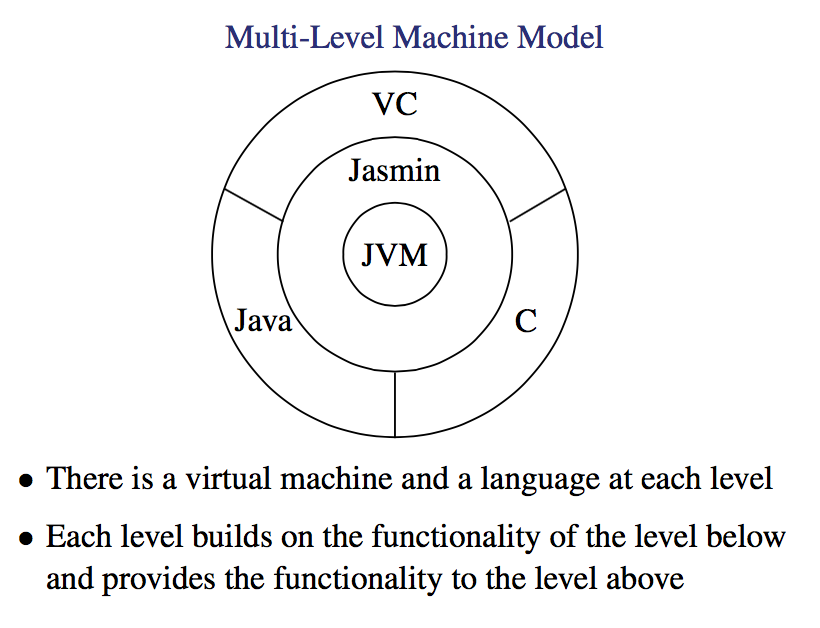 Multi-Level Machine Model
VC
Jasmin
JVM
Java
C
• There is a virtual machine and a language at each level
• Each level builds on the functionality of the level below
and provides the functionality to the level above